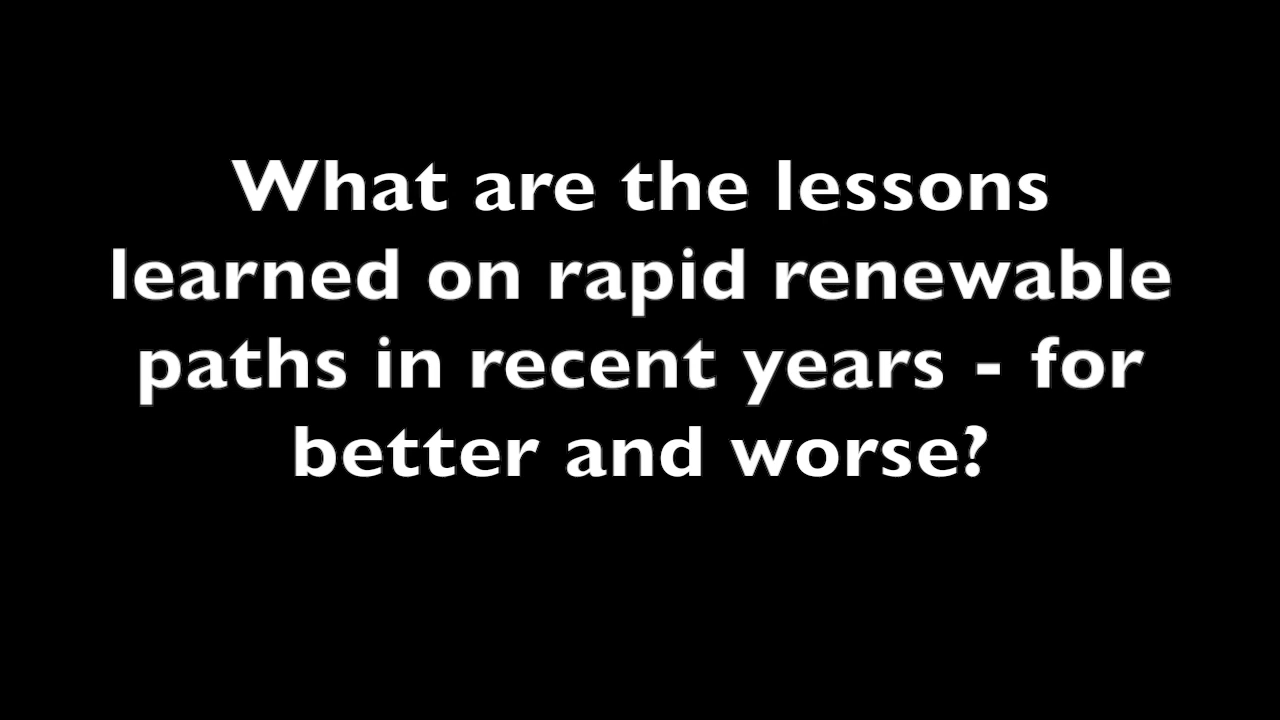 What are the lessons
learned on rapid renewable
paths in recent years - for
better and worse?